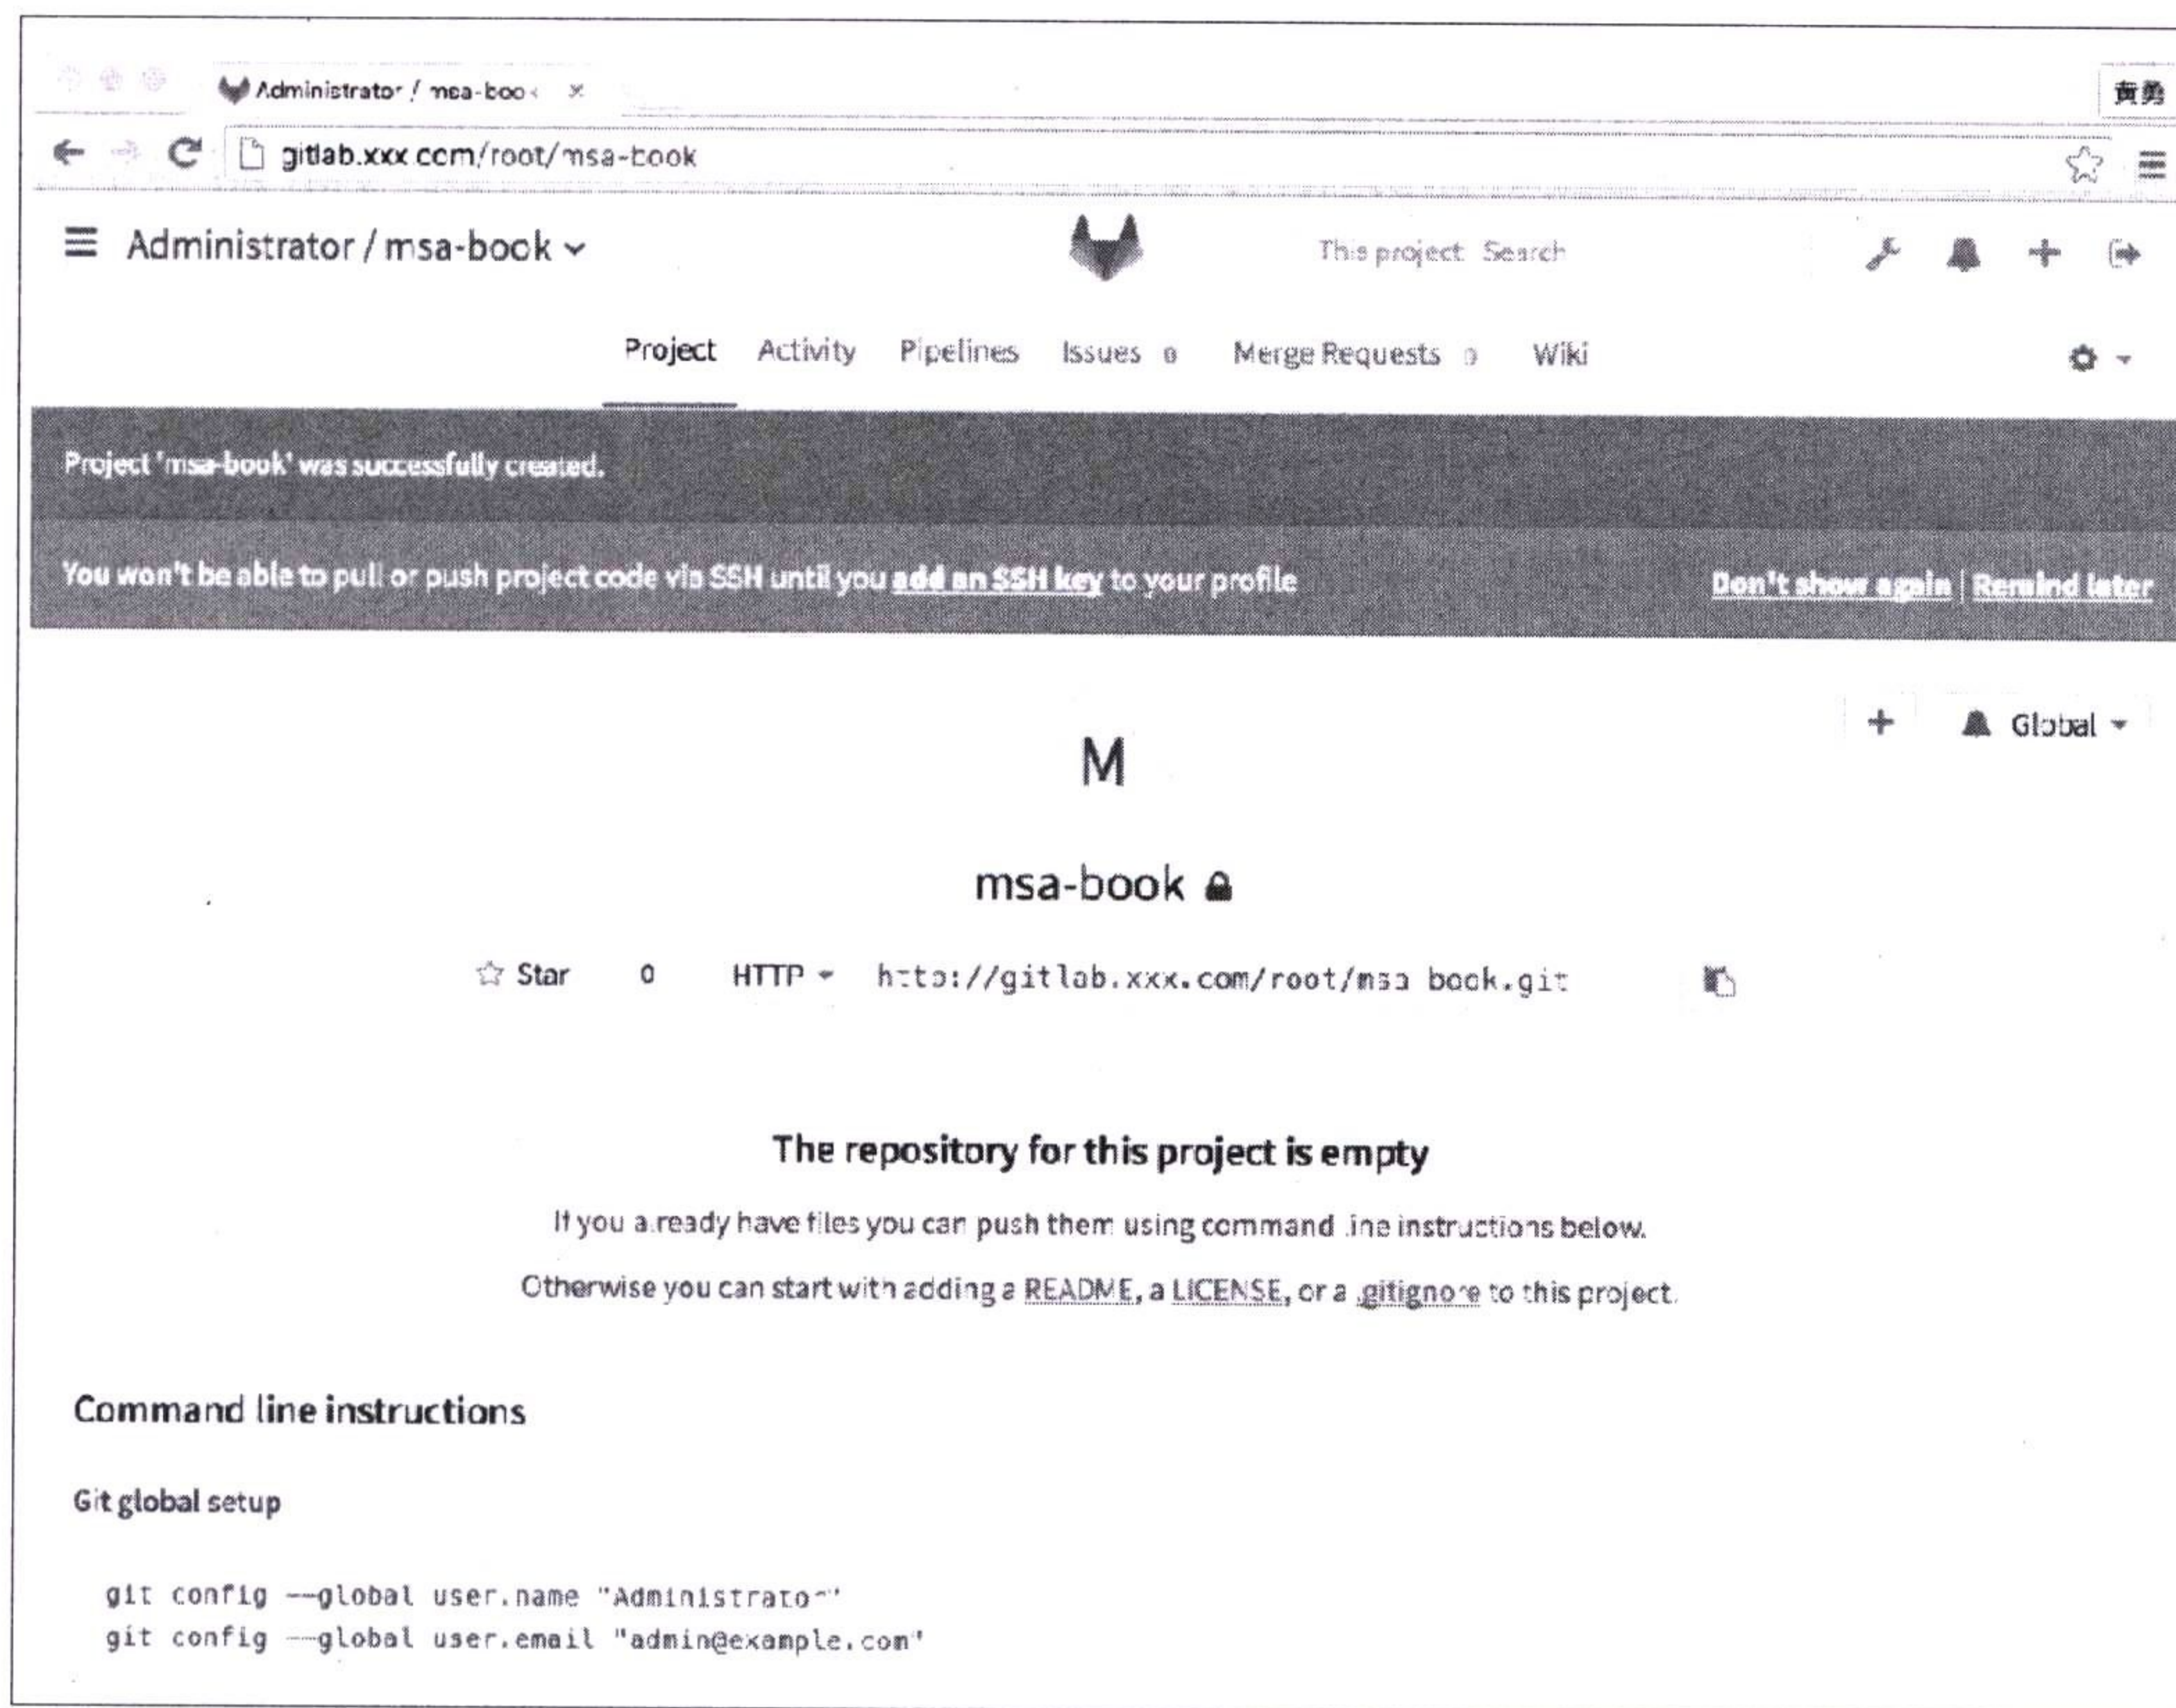 Administrator / msa-book ×
黄勇
gitlab.xxx.com/root/msa-book
Administrator / msa-book
This project Search
Project Activity Pipelines Issues 0 Merge Requests 0 Wiki
Project 'msa-book' was successfully created.
You won't be able to pull or push project code via SSH until you add an SSH key to your profile Don't show again | Remind later
Global
M
msa-book
Star 0 HTTP http://gitlab.xxx.com/root/msa-book.git
The repository for this project is empty
If you already have files you can push them using command line instructions below.
Otherwise you can start with adding a README, a LICENSE, or a .gitignore to this project.
Command line instructions
Git global setup
git config --global user.name "Administrator"
git config --global user.email "admin@example.com"